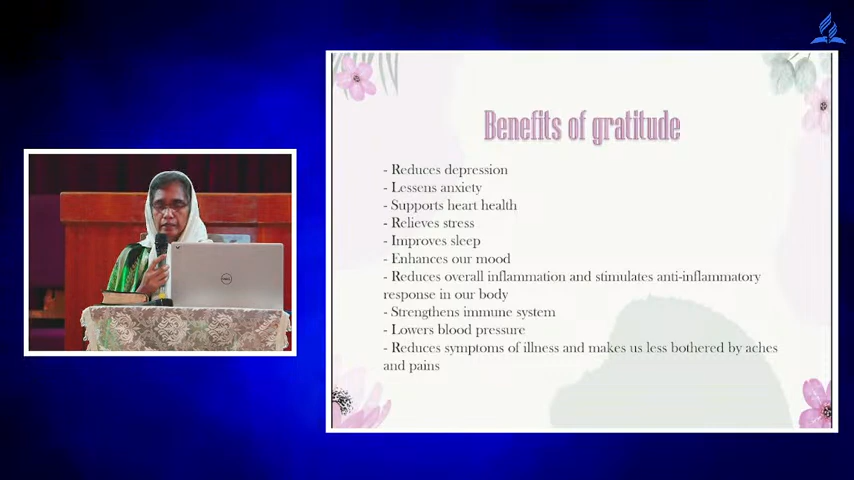 Benefits of gratitude
- Reduces depression
- Lessens anxiety
- Supports heart health
- Relieves stress
- Improves sleep
- Enhances our mood
- Reduces overall inflammation and stimulates anti-inflammatory
response in our body
- Strengthens immune system
- Lowers blood pressure
- Reduces symptoms of illness and makes us less bothered by aches
and pains
DELL